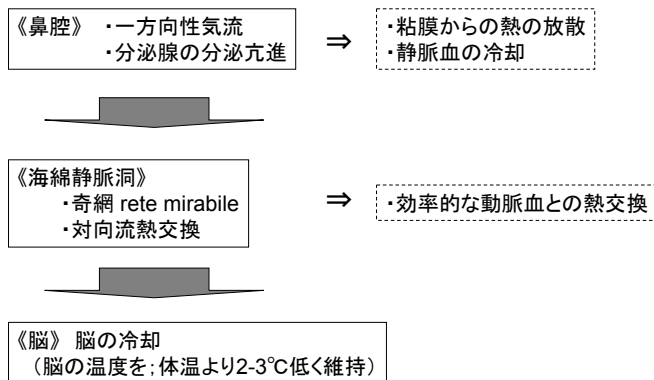 《鼻腔》 ・一方向性気流
・分泌腺の分泌亢進
⇒
・粘膜からの熱の放散
・静脈血の冷却
《海綿静脈洞》
・奇網 rete mirabile
・対向流熱交換
⇒
・効率的な動脈血との熱交換
《脳》 脳の冷却
（脳の温度を；体温より2-3℃低く維持）